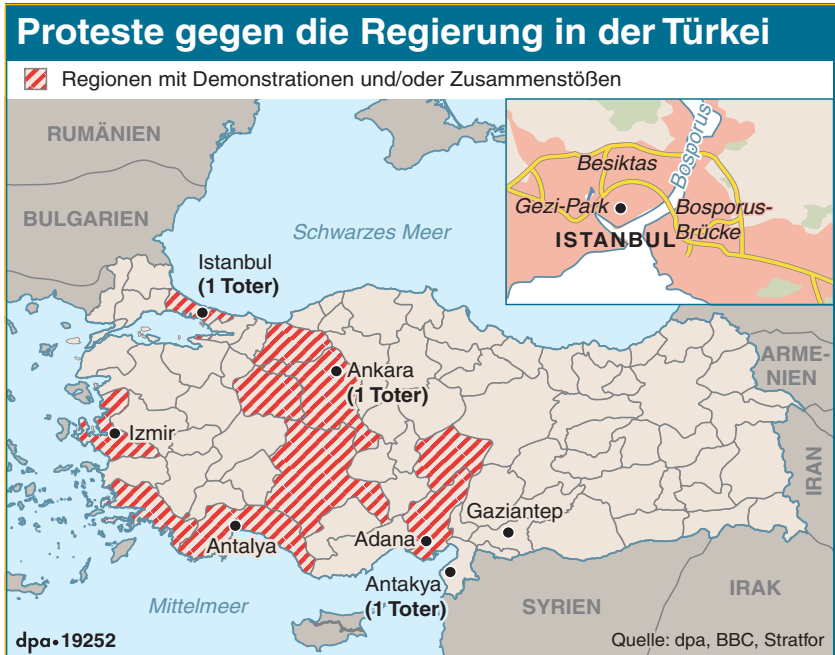 Proteste gegen die Regierung in der Türkei
Regionen mit Demonstrationen und/oder Zusammenstößen
RUMÄNIEN
BULGARIEN
Schwarzes Meer
Bosporus
Besiktas
Gezi-Park
Bosporus-
Brücke
ISTANBUL
Istanbul
(1 Toter)
Ankara
(1 Toter)
ARME-
NIEN
IRAN
Izmir
Antalya
Adana
Gaziantep
Antakya
(1 Toter)
Mittelmeer
SYRIEN
IRAK
dpa•19252
Quelle: dpa, BBC, Stratfor